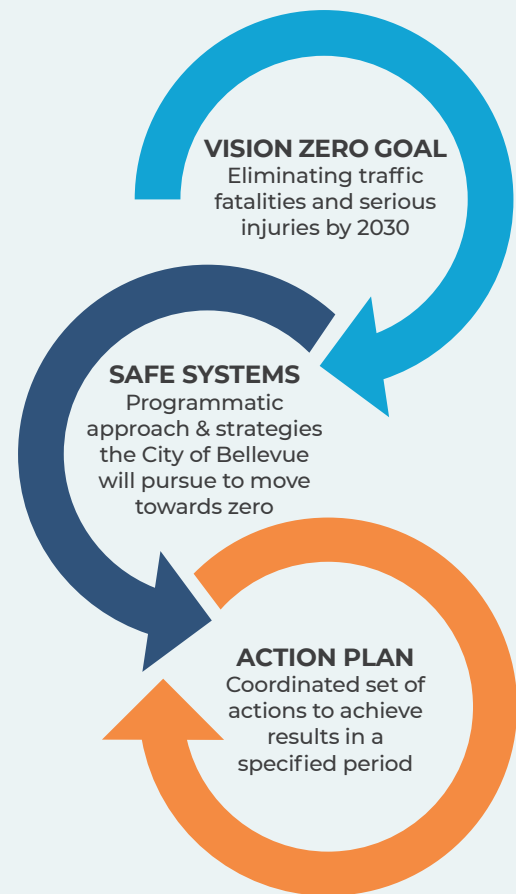 VISION ZERO GOAL
Eliminating traffic
fatalities and serious
injuries by 2030
SAFE SYSTEMS
Programmatic
approach & strategies
the City of Bellevue
will pursue to move
towards zero
ACTION PLAN
Coordinated set of
actions to achieve
results in a
specified period